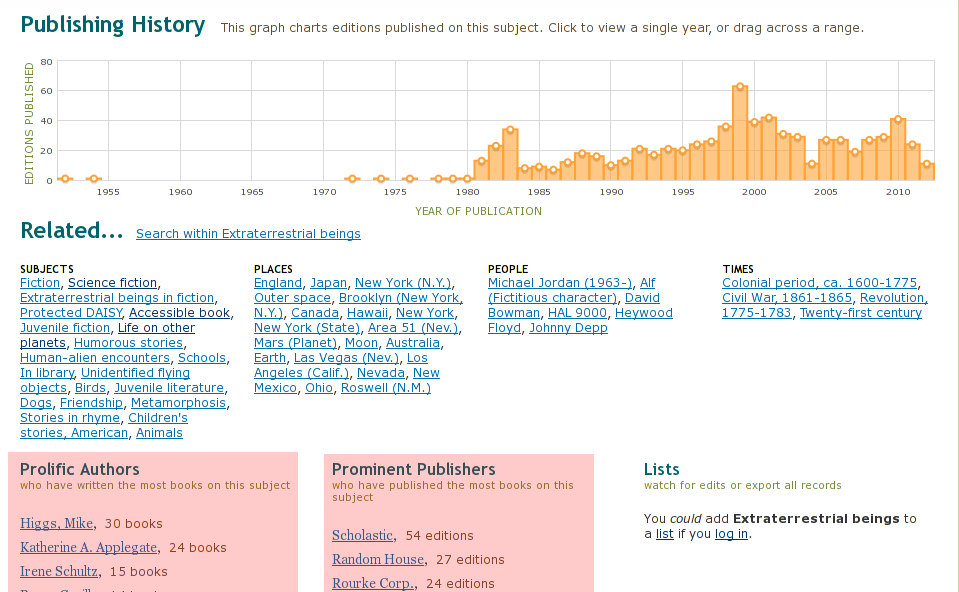 Publishing History This graph charts editions published on this subject. Click to view a single year, or drag across a range.
EDITIONS PUBLISHED
80
60
40
20
0
1955 1960 1965 1970 1975 1980 1985 1990 1995 2000 2005 2010
YEAR OF PUBLICATION
Related... Search within Extraterrestrial beings
SUBJECTS
Fiction, Science fiction,
Extraterrestrial beings in fiction,
Protected DAISY, Accessible book,
Juvenile fiction, Life on other
planets, Humorous stories,
Human-alien encounters, Schools,
In library, Unidentified flying
objects, Birds, Juvenile literature,
Dogs, Friendship, Metamorphosis,
Stories in rhyme, Children's
stories, American, Animals
PLACES
England, Japan, New York (N.Y.),
Outer space, Brooklyn (New York,
N.Y.), Canada, Hawaii, New York,
New York (State), Area 51 (Nev.),
Mars (Planet), Moon, Australia,
Earth, Las Vegas (Nev.), Los
Angeles (Calif.), Nevada, New
Mexico, Ohio, Roswell (N.M.)
PEOPLE
Michael Jordan (1963-), Alf
(Fictitious character), David
Bowman, HAL 9000, Heywood
Floyd, Johnny Depp
TIMES
Colonial period, ca. 1600-1775,
Civil War, 1861-1865, Revolution,
1775-1783, Twenty-first century
Prolific Authors
who have written the most books on this subject
Higgs, Mike, 30 books
Katherine A. Applegate, 24 books
Irene Schultz, 15 books
Prominent Publishers
who have published the most books on this
subject
Scholastic, 54 editions
Random House, 27 editions
Rourke Corp., 24 editions
Lists
watch for edits or export all records
You could add Extraterrestrial beings to
a list if you log in.